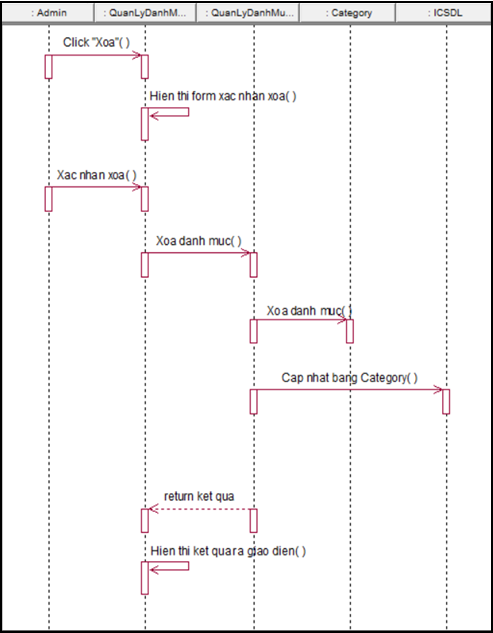 : Admin
: QuanLyDanhM...
: QuanLyDanhMu...
: Category
: ICSDL
Click "Xoa"( )
Hien thi form xac nhan xoa( )
Xac nhan xoa( )
Xoa danh muc( )
Xoa danh muc( )
Cap nhat bang Category( )
return ket qua
Hien thi ket qua ra giao dien( )